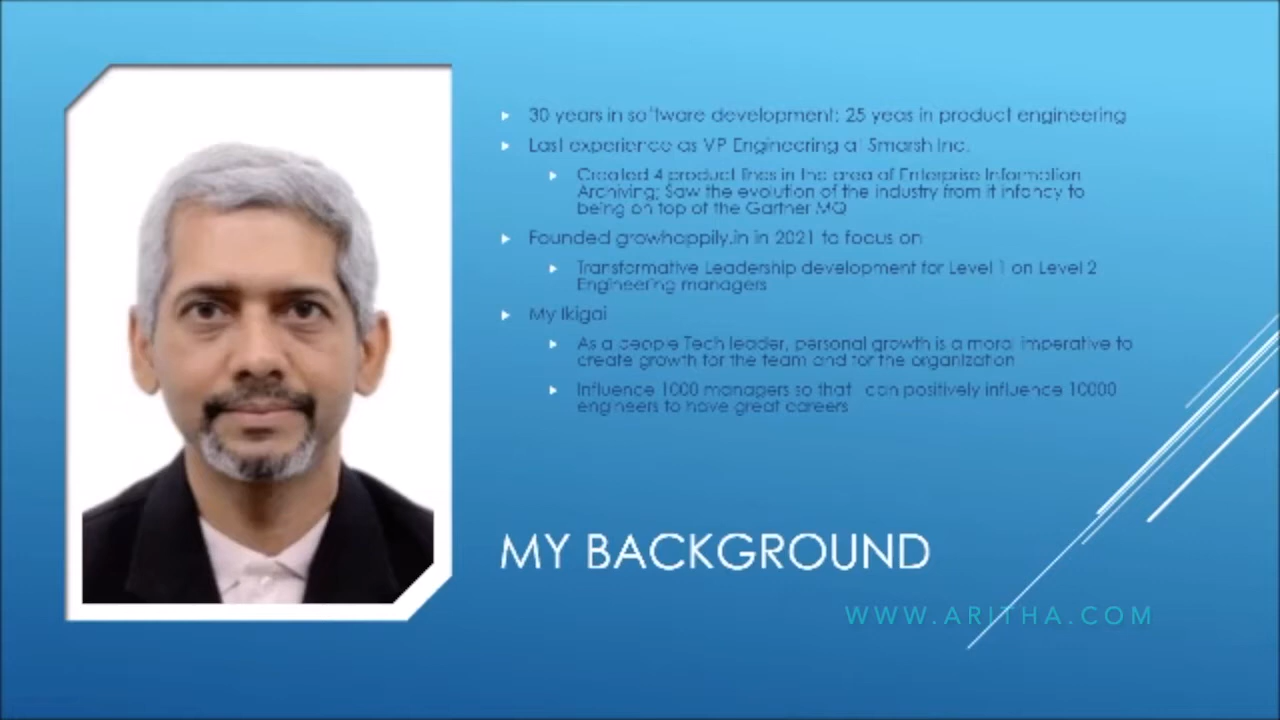 30 years in software development; 25 yeas in product engineering
Last experience as VP Engineering at Smarsh Inc.
Created 4 product lines in the area of Enterprise Information
Archiving; Saw the evolution of the industry from it infancy to
being on top of the Gartner MQ
Founded growhappily.in in 2021 to focus on
Transformative Leadership development for Level 1 on Level 2
Engineering managers
My Ikigai
As a people Tech leader, personal growth is a moral imperative to
create growth for the team and for the organization
Influence 1000 managers so that can positively influence 10000
engineers to have great careers
MY BACKGROUND
WWW.ARITHA.COM